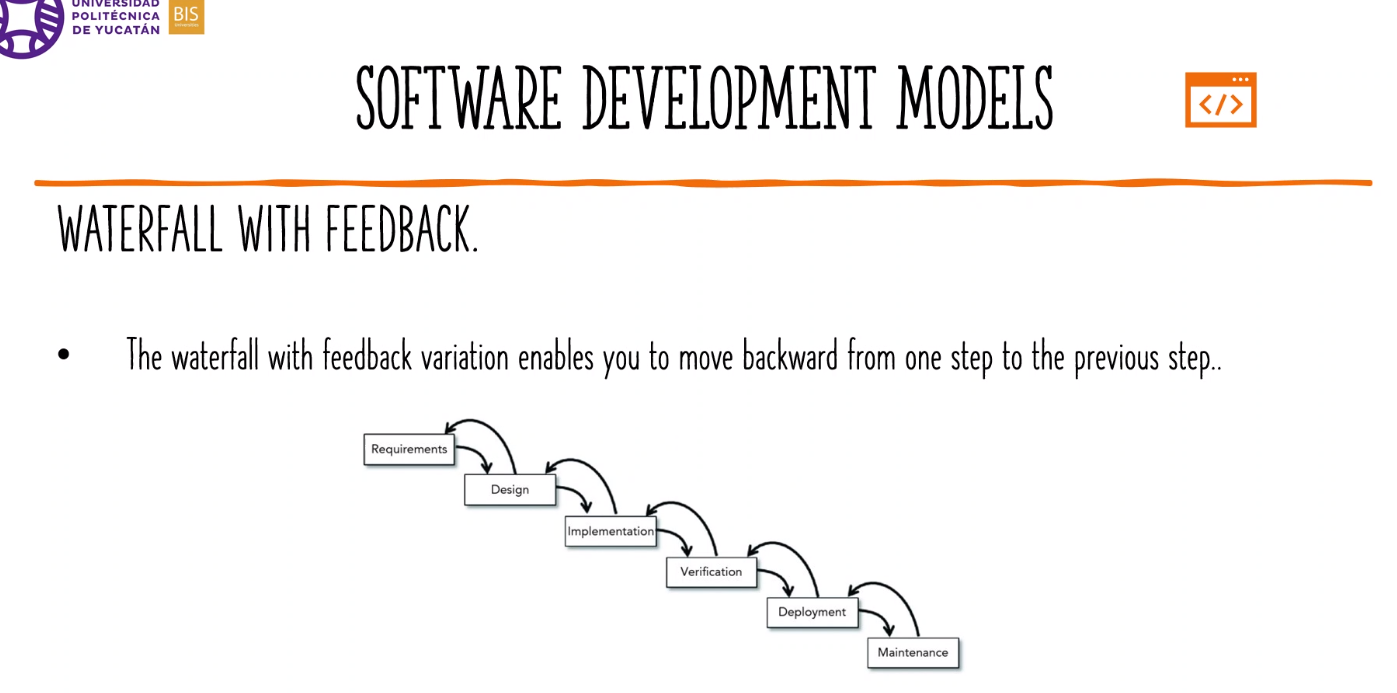 UNIVERSIDAD
POLITÉCNICA
DE YUCATÁN
BIS
SOFTWARE DEVELOPMENT MODELS
</>
WATERFALL WITH FEEDBACK.
• The waterfall with feedback variation enables you to move backward from one step to the previous step..
Requirements
Design
Implementation
Verification
Deployment
Maintenance